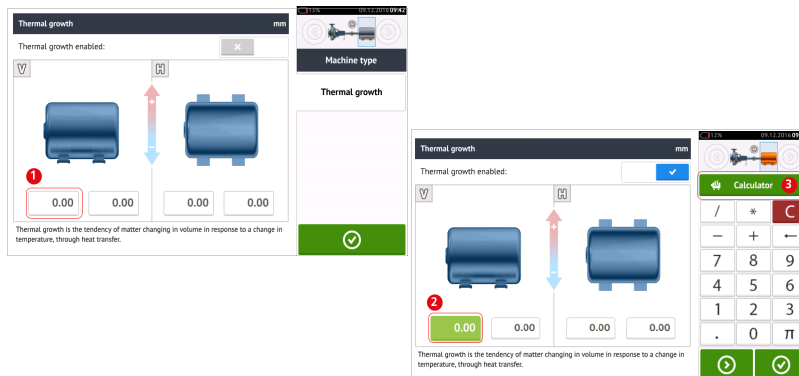 13% 09.12.2016 09:42
Thermal growth mm
Thermal growth enabled:
V H
Machine type
Thermal growth
+
−
1
0.00 0.00 0.00 0.00
Thermal growth is the tendency of matter changing in volume in response to a change in
temperature, through heat transfer.
12% 09.12.2016 09
Thermal growth mm
Thermal growth enabled:
V H
Calculator 3
/ * C
− + ←
7 8 9
4 5 6
1 2 3
. 0 π
+
−
2
0.00 0.00 0.00 0.00
Thermal growth is the tendency of matter changing in volume in response to a change in
temperature, through heat transfer.